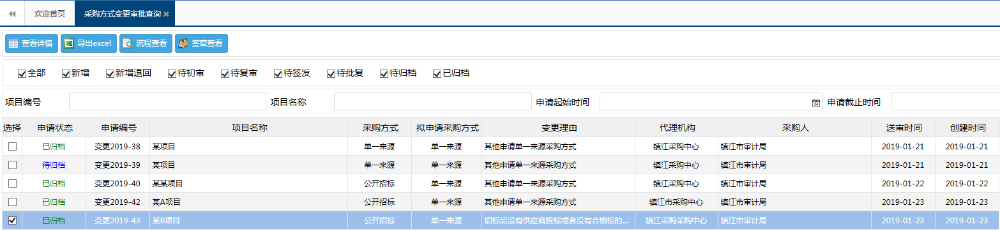 欢迎首页 采购方式变更审批查询
查看详情 导出excel 流程查看 签章查看
全部 新增 新增退回 待初审 待复审 待签发 待批复 待归档 已归档
项目编号 项目名称 申请起始时间 申请截止时间
选择 申请状态 申请编号 项目名称 采购方式 拟申请采购方式 变更理由 代理机构 采购人 送审时间 创建时间
已归档 变更2019-38 某项目 单一来源 单一来源 其他申请单一来源采购方式 镇江采购中心 镇江市审计局 2019-01-21 2019-01-21
待归档 变更2019-39 某项目 单一来源 单一来源 其他申请单一来源采购方式 镇江采购中心 镇江市审计局 2019-01-21 2019-01-21
已归档 变更2019-40 某某项目 公开招标 单一来源 其他申请单一来源采购方式 镇江采购中心 镇江市审计局 2019-01-22 2019-01-22
已归档 变更2019-42 某A项目 公开招标 单一来源 其他申请单一来源采购方式 镇江市采购中心 镇江市审计局 2019-01-23 2019-01-23
已归档 变更2019-43 某B项目 公开招标 单一来源 招标后没有供应商投标或者没有合格标的... 镇江采购采购中心 镇江市审计局 2019-01-23 2019-01-23